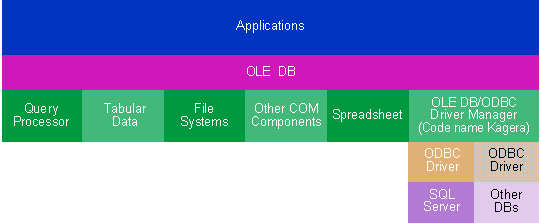 Applications
OLE DB
Query
Processor
Tabular
Data
File
Systems
Other COM
Components
Spreadsheet
OLE DB/ODBC
Driver Manager
(Code name Kagera)
ODBC
Driver
ODBC
Driver
SQL
Server
Other
DBs